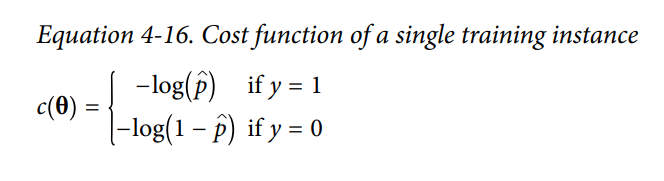 Equation 4-16. Cost function of a single training instance
−log(p̂) if y = 1
c(θ) = {
−log(1 − p̂) if y = 0